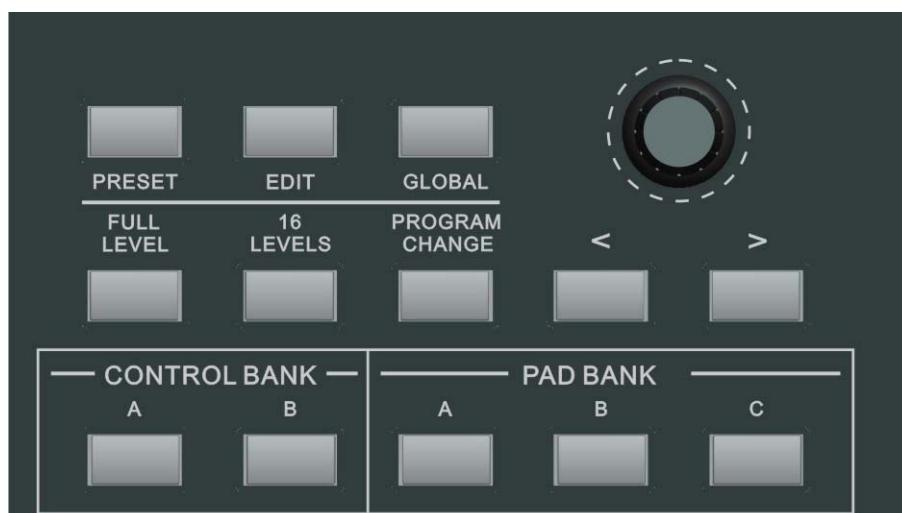 PRESET EDIT GLOBAL
FULL LEVEL 16 LEVELS PROGRAM CHANGE < >
CONTROL BANK PAD BANK
A B A B C